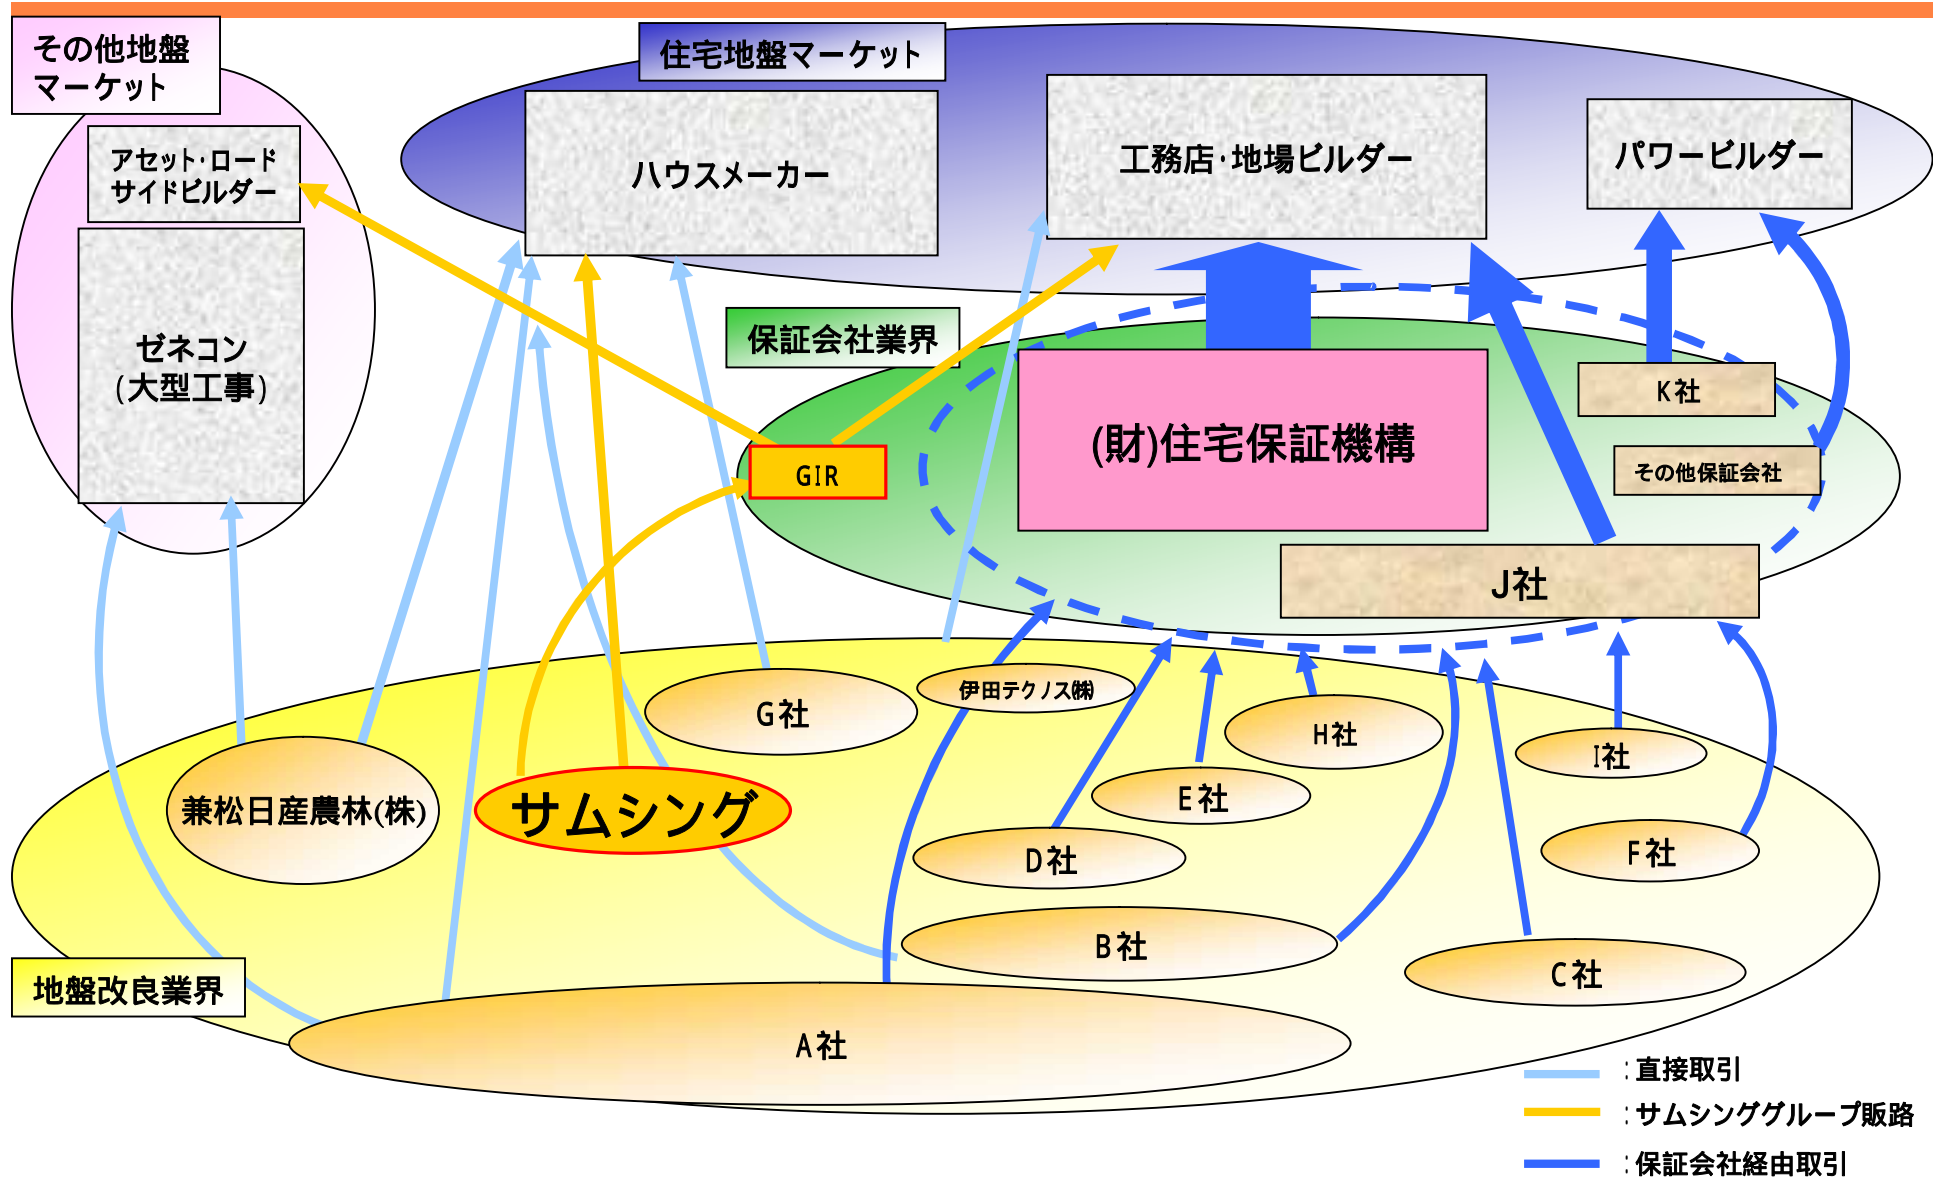 その他地盤
マーケット
住宅地盤マーケット
アセット・ロード
サイドビルダー
ハウスメーカー
工務店・地場ビルダー
パワービルダー
ゼネコン
(大型工事)
保証会社業界
(財)住宅保証機構
K社
その他保証会社
GIR
J社
G社
伊田テクノス㈱
H社
I社
兼松日産農林(株)
サムシング
E社
D社
F社
B社
C社
地盤改良業界
A社
:直接取引
:サムシンググループ販路
:保証会社経由取引